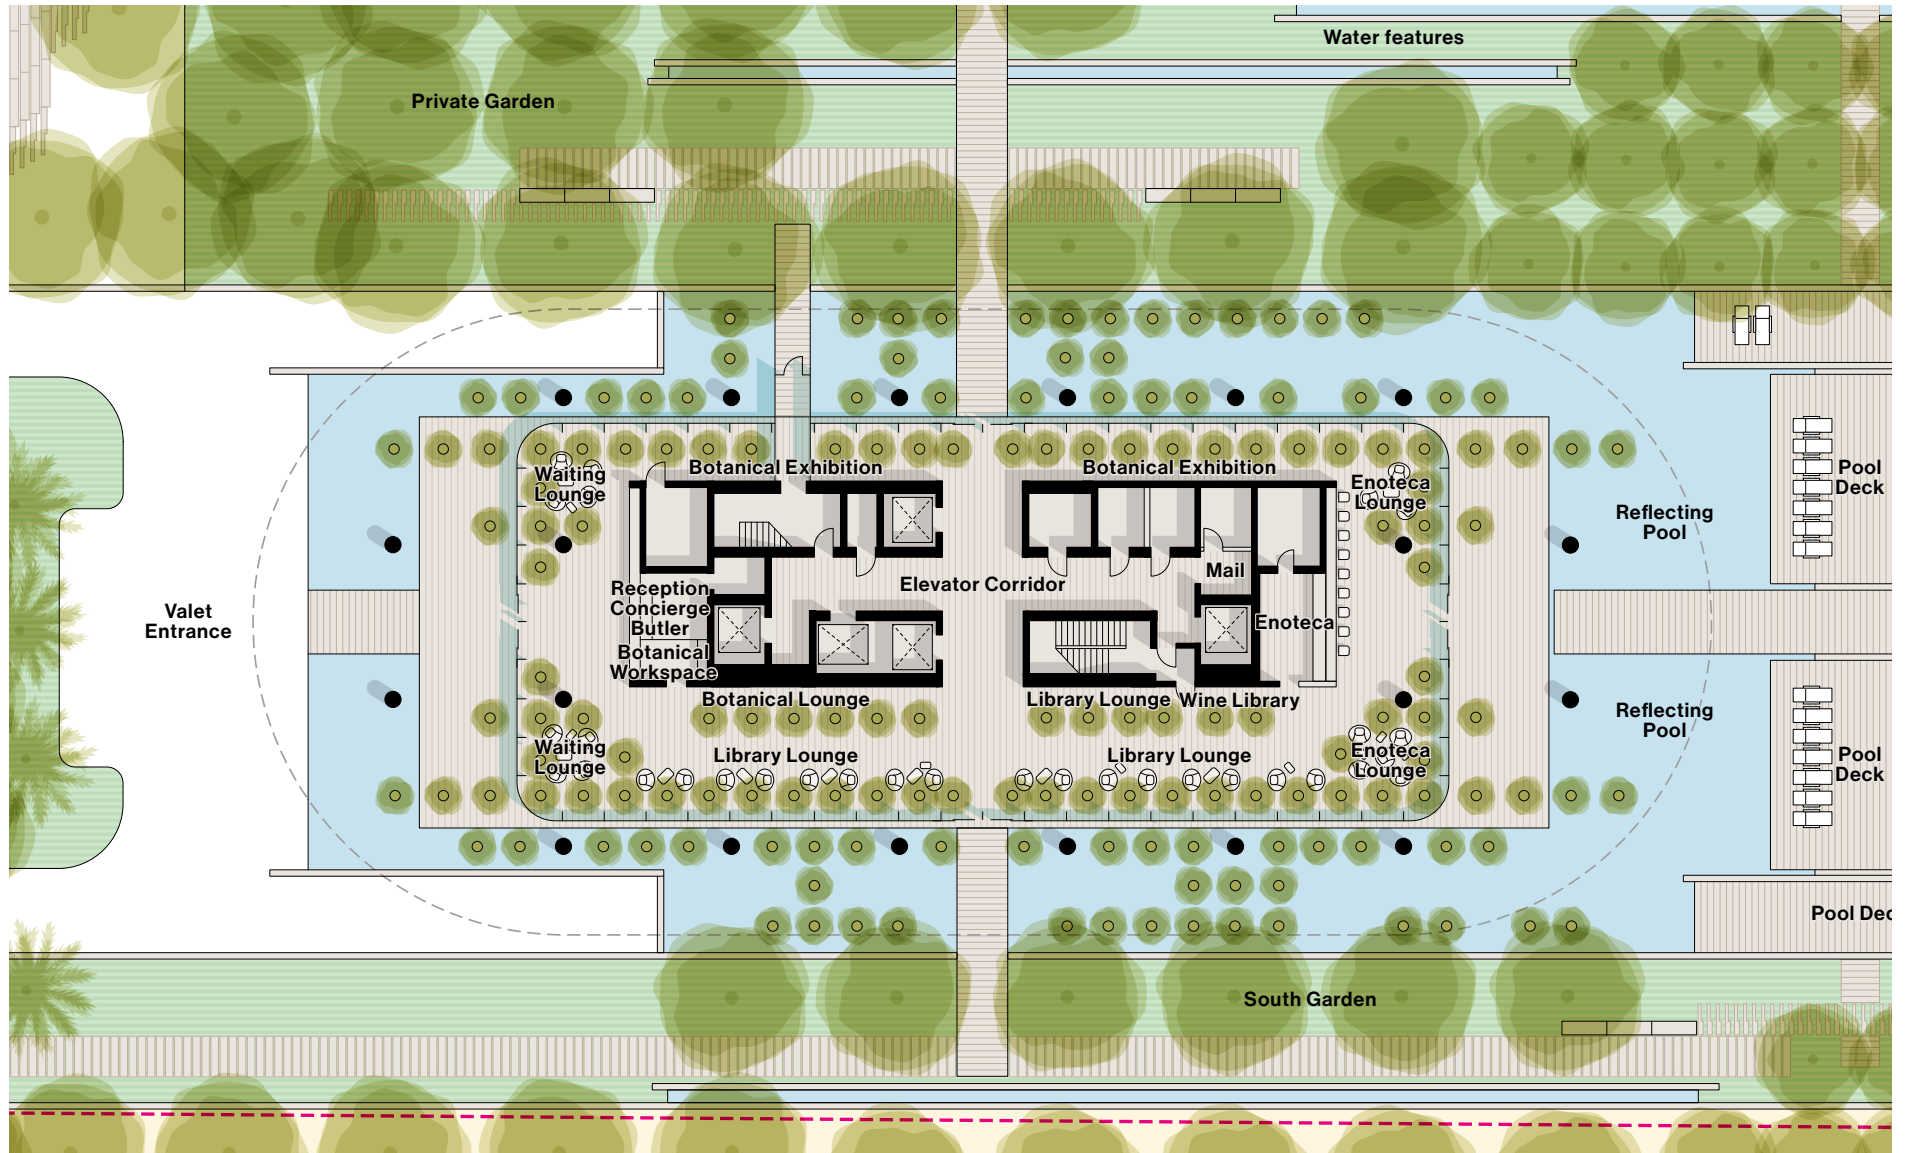 Water features
Private Garden
Botanical Exhibition
Botanical Exhibition
Waiting
Lounge
Enoteca
Lounge
Pool
Deck
Reflecting
Pool
Mail
Elevator Corridor
Reception
Concierge
Butler
Valet
Entrance
Enoteca
Botanical
Workspace
Botanical Lounge
Library Lounge
Wine Library
Reflecting
Pool
Waiting
Lounge
Library Lounge
Library Lounge
Enoteca
Lounge
Pool
Deck
Pool Dec
South Garden